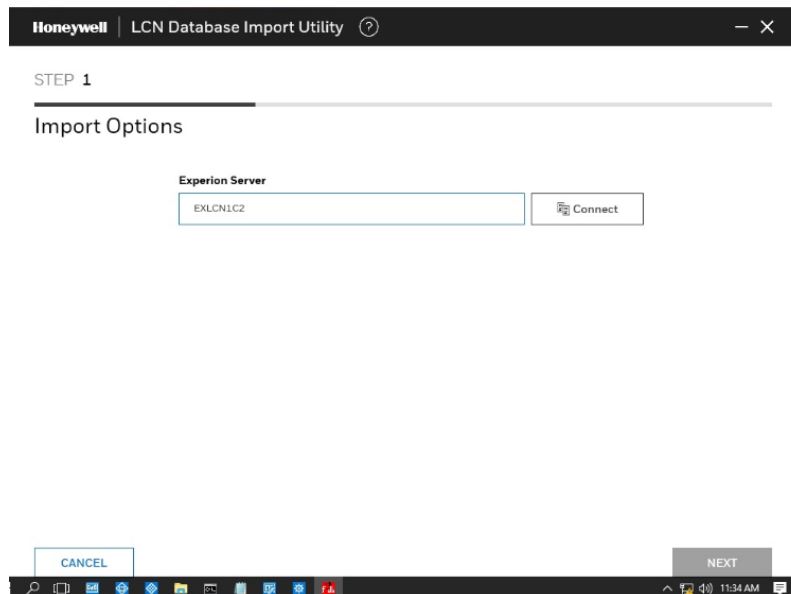 Honeywell LCN Database Import Utility ?
STEP 1
Import Options
Experion Server
EXLCN1C2
Connect
CANCEL
NEXT
11:34 AM